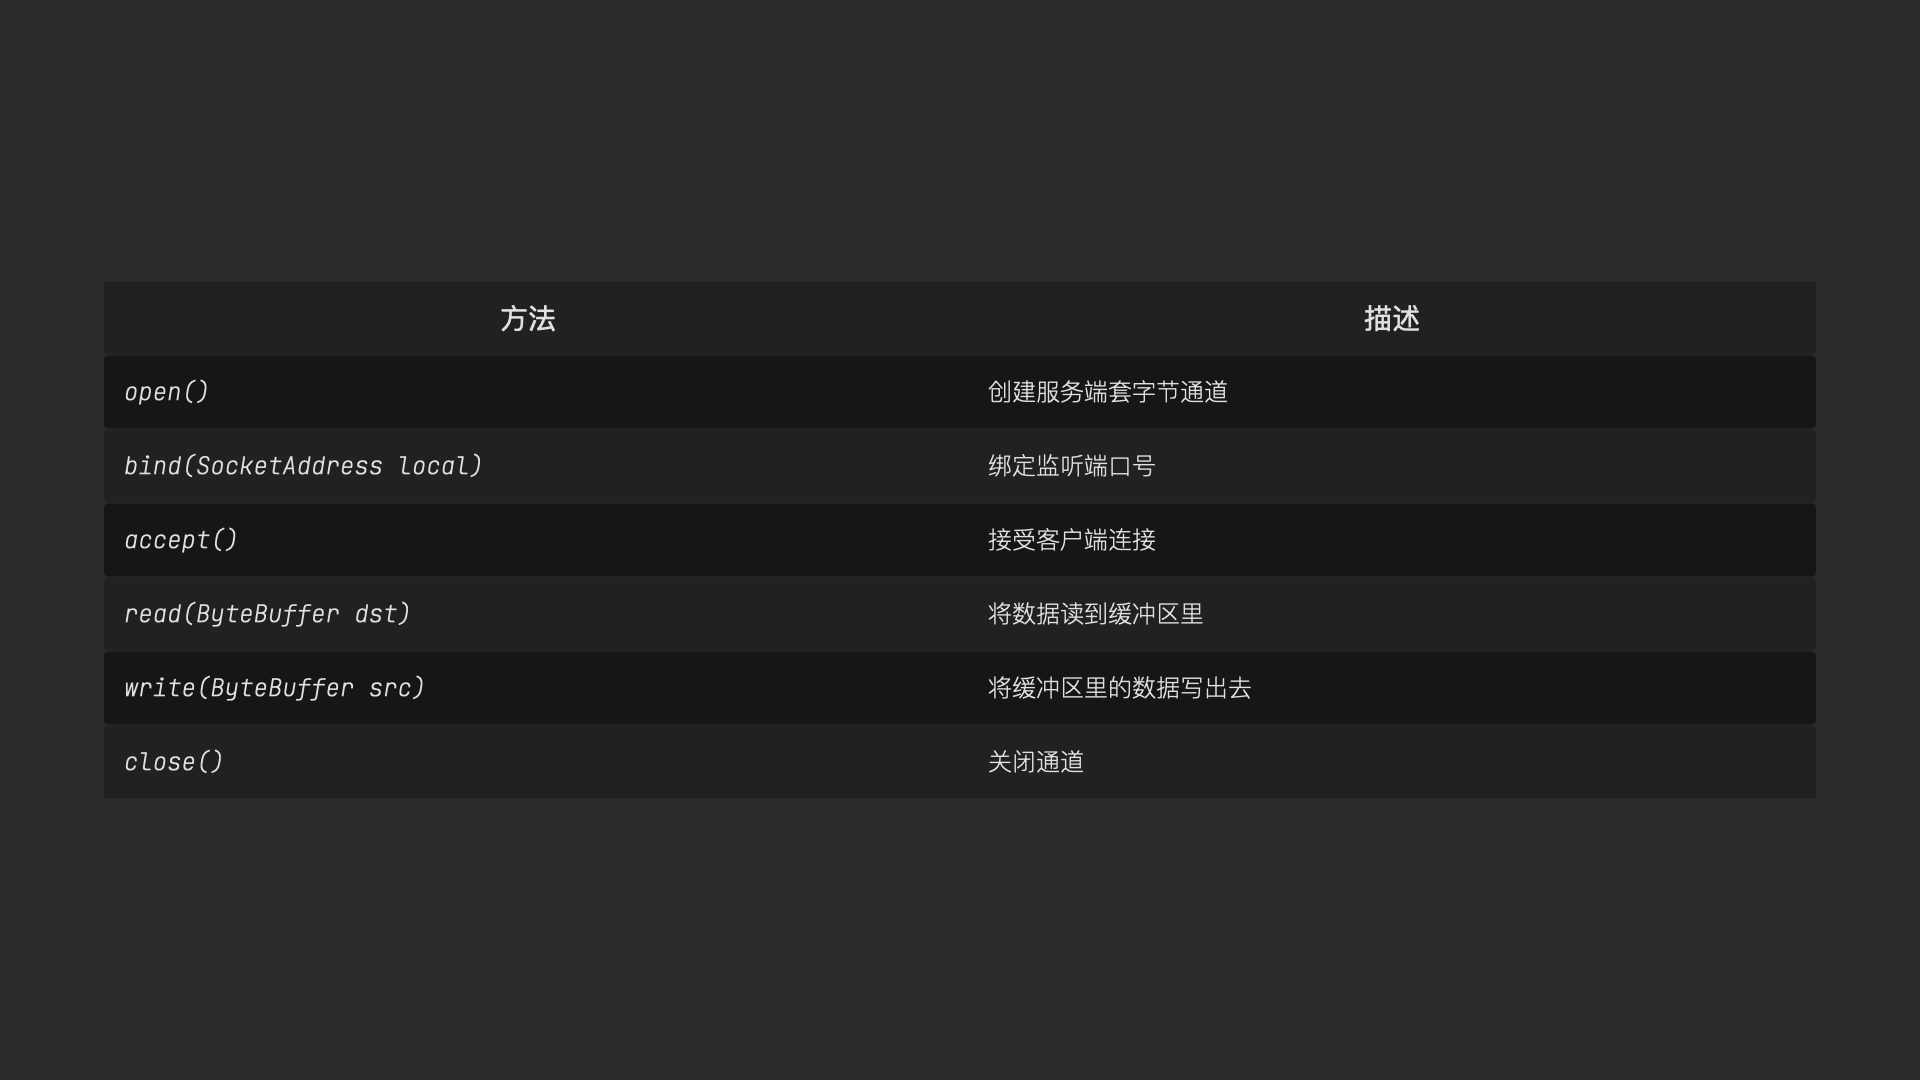 方法 描述
open() 创建服务端套字节通道
bind(SocketAddress local) 绑定监听端口号
accept() 接受客户端连接
read(ByteBuffer dst) 将数据读到缓冲区里
write(ByteBuffer src) 将缓冲区里的数据写出去
close() 关闭通道